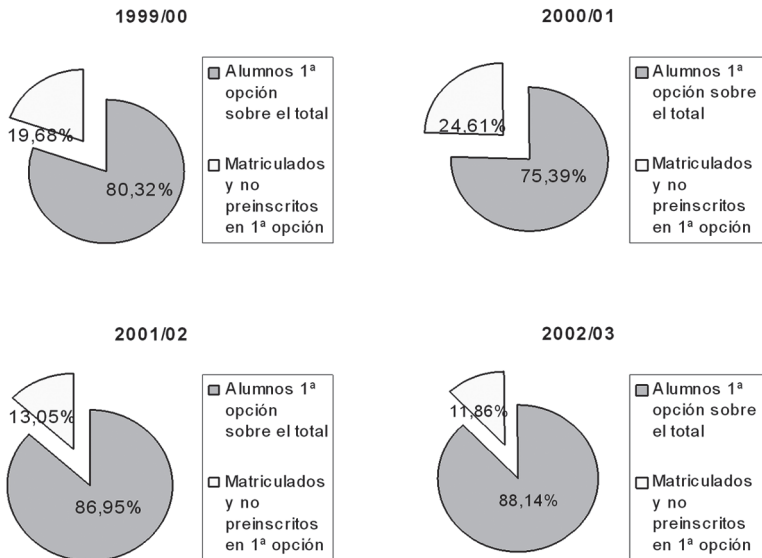 1999/00
19,68%
80,32%
Alumnos 1ª
opción
sobre el total
Matriculados
y no
preinscritos
en 1ª opción
2000/01
24,61%
75,39%
Alumnos 1ª
opción sobre
el total
Matriculados
y no
preinscritos
en 1ª opción
2001/02
13,05%
86,95%
Alumnos 1ª
opción
sobre el total
Matriculados
y no
preinscritos
en 1ª opción
2002/03
11,86%
88,14%
Alumnos 1ª
opción sobre
el total
Matriculados
y no
preinscritos
en 1ª opción